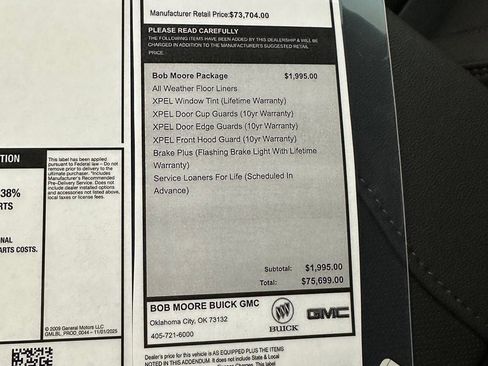 Manufacturer Retail Price:$73,704.00
PLEASE READ CAREFULLY
THE FOLLOWING ITEMS HAVE BEEN ADDED BY THIS DEALERSHIP & WILL BE
CHARGED IN ADDITION TO THE MANUFACTURER'S SUGGESTED RETAIL
PRICE.
Bob Moore Package $1,995.00
All Weather Floor Liners
XPEL Window Tint (Lifetime Warranty)
XPEL Door Cup Guards (10yr Warranty)
XPEL Door Edge Guards (10yr Warranty)
XPEL Front Hood Guard (10yr Warranty)
Brake Plus (Flashing Brake Light With Lifetime
Warranty)
Service Loaners For Life (Scheduled In
Advance)
Subtotal: $1,995.00
Total: $75,699.00
BOB MOORE BUICK GMC
Oklahoma City, OK 73132
405-721-6000
BUICK
GMC
Dealer's price for this vehicle is AS EQUIPPED PLUS THE ITEMS
NOTED IN THIS ADDENDUM. It does not include State & Local
TION
38%
RTS
NAL
ARTS COSTS.
This label has been applied
pursuant to Federal law – Do not
remove prior to delivery to the
ultimate purchaser. *Includes
Manufacturer's Recommended
Pre-Delivery Service. Does not
include dealer installed options
and accessories not listed above,
local taxes or license fees.
© 2009 General Motors LLC
GMLBL_PROD_0044 – 11/01/2025